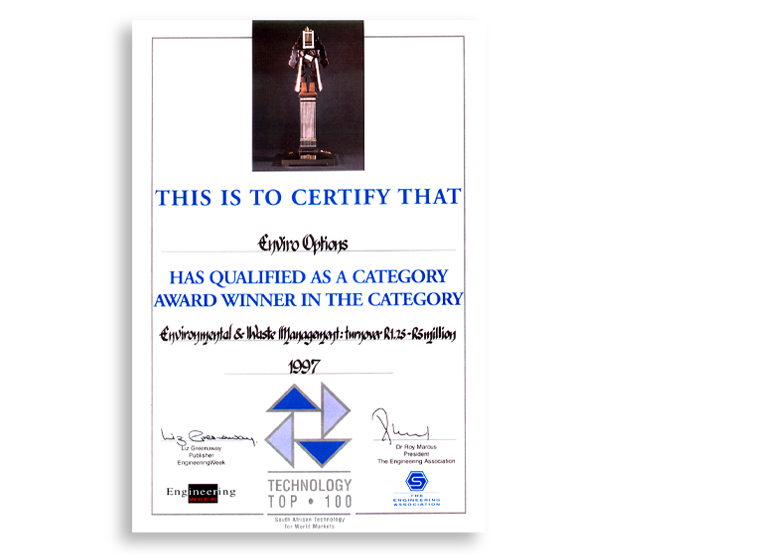 THIS IS TO CERTIFY THAT
Enviro Options
HAS QUALIFIED AS A CATEGORY
AWARD WINNER IN THE CATEGORY
Environmental & Waste Management: turnover R1.25 - R5 million
1997
Liz Greenaway
Liz Greenaway
Publisher
EngineeringWeek
Dr Roy Marcus
President
The Engineering Association
Engineering
WEEK
TECHNOLOGY
TOP • 100
South African Technology
for World Markets
THE
ENGINEERING
ASSOCIATION